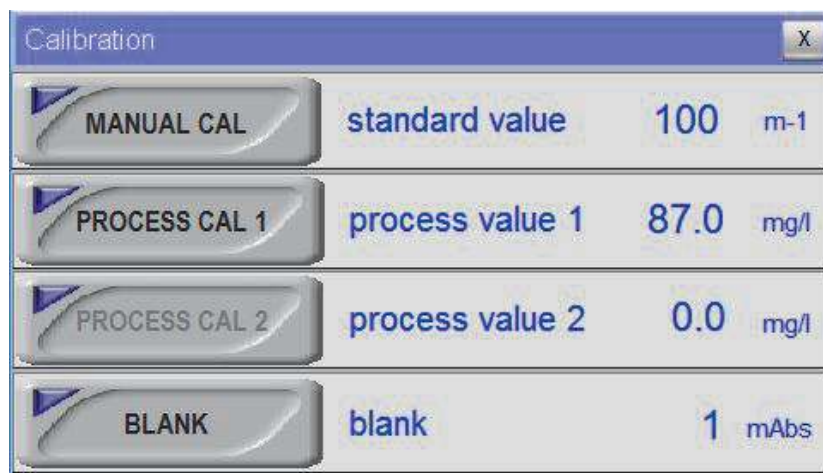 Calibration X
MANUAL CAL standard value 100 m-1
PROCESS CAL 1 process value 1 87.0 mg/l
PROCESS CAL 2 process value 2 0.0 mg/l
BLANK blank 1 mAbs